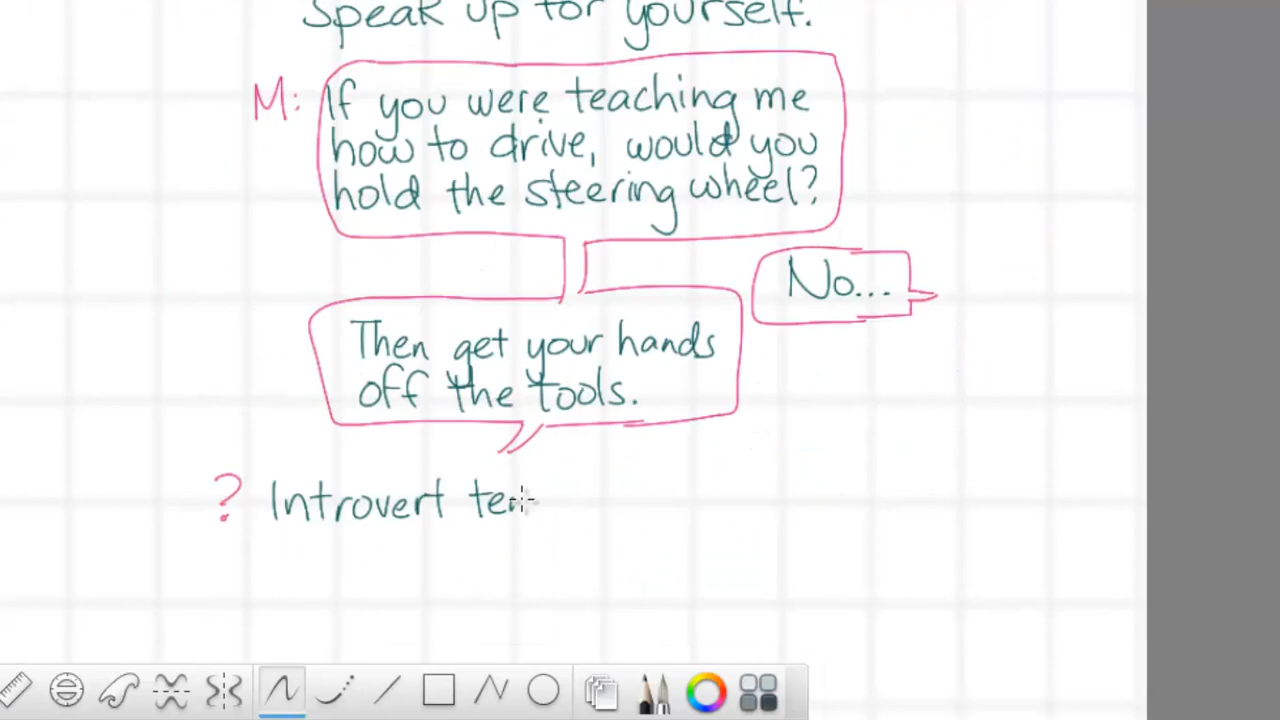 Speak up for yourself.
M: If you were teaching me
how to drive, would you
hold the steering wheel?
No...
Then get your hands
off the tools.
? Introvert ten